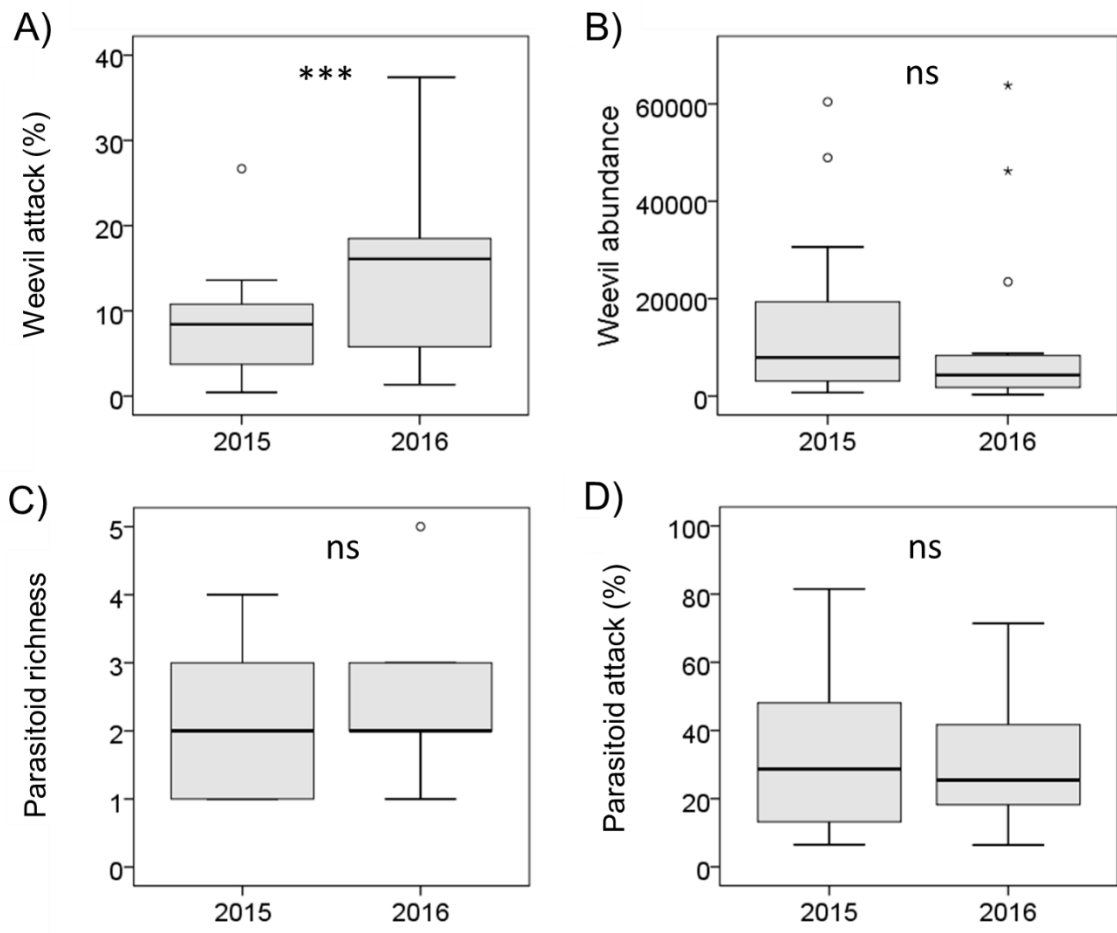 A)
Weevil attack (%)
40
30
20
10
0
***
2015 2016
B)
Weevil abundance
60000
40000
20000
0
ns
2015 2016
C)
Parasitoid richness
5
4
3
2
1
0
ns
2015 2016
D)
Parasitoid attack (%)
100
80
60
40
20
0
ns
2015 2016